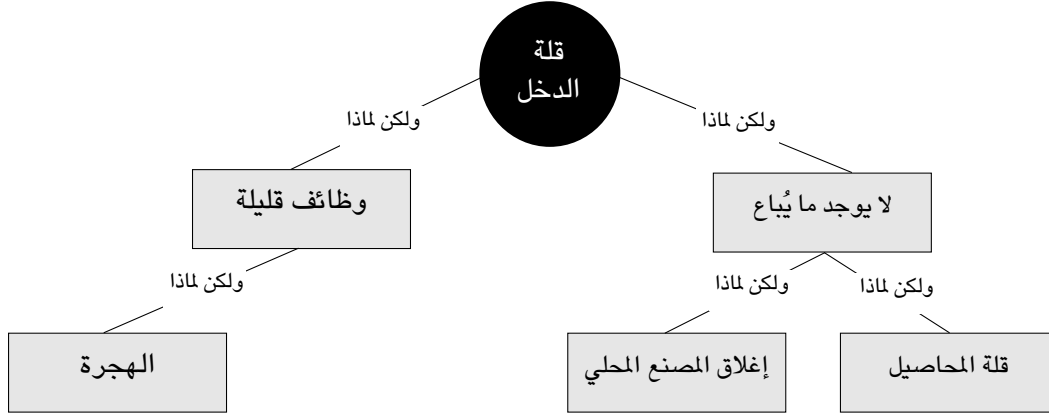 قلة
الدخل
ولكن لماذا
ولكن لماذا
لا يوجد ما يُباع
وظائف قليلة
ولكن لماذا
ولكن لماذا
ولكن لماذا
قلة المحاصيل
إغلاق المصنع المحلي
الهجرة